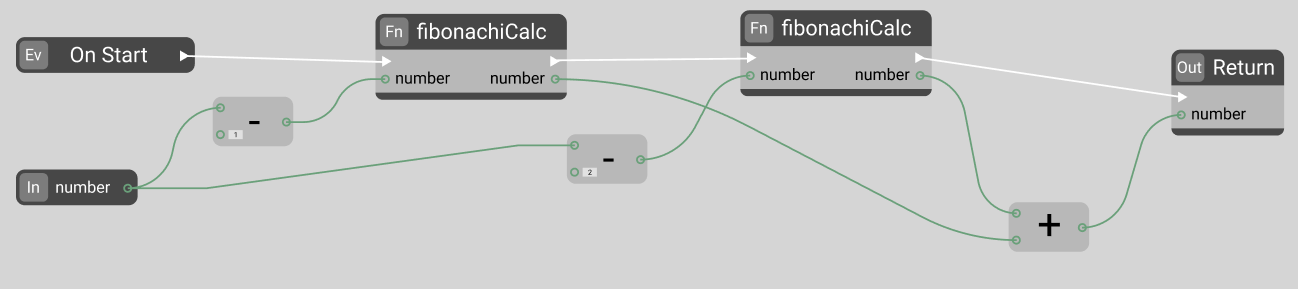 Ev On Start
Fn fibonachiCalc
number number
Fn fibonachiCalc
number number
Out Return
number
-
1
-
2
In number
+